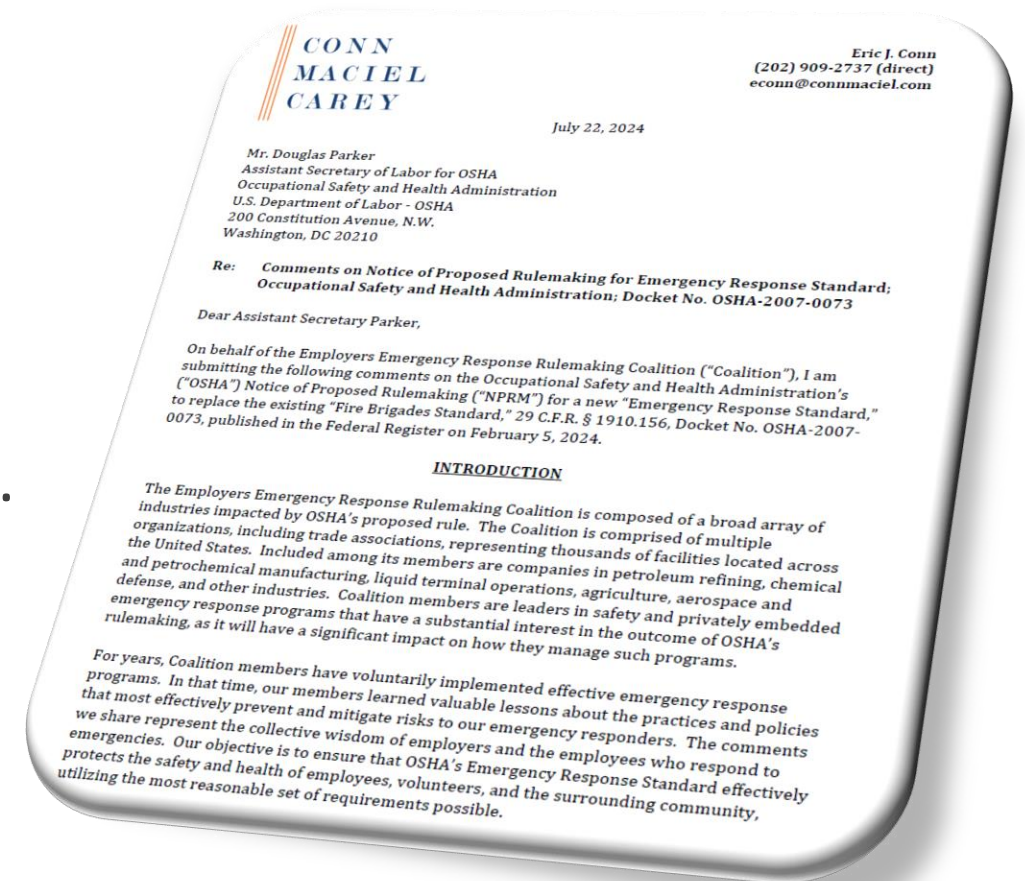 CONN
MACIEL
CAREY
Eric J. Conn
(202) 909-2737 (direct)
econn@connmaciel.com
July 22, 2024
Mr. Douglas Parker
Assistant Secretary of Labor for OSHA
Occupational Safety and Health Administration
U.S. Department of Labor - OSHA
200 Constitution Avenue, N.W.
Washington, DC 20210
Re: Comments on Notice of Proposed Rulemaking for Emergency Response Standard;
Occupational Safety and Health Administration; Docket No. OSHA-2007-0073
Dear Assistant Secretary Parker,
On behalf of the Employers Emergency Response Rulemaking Coalition (“Coalition”), I am
submitting the following comments on the Occupational Safety and Health Administration’s
(“OSHA”) Notice of Proposed Rulemaking (“NPRM”) for a new “Emergency Response Standard,”
to replace the existing “Fire Brigades Standard,” 29 C.F.R. § 1910.156, Docket No. OSHA-2007-
0073, published in the Federal Register on February 5, 2024.
INTRODUCTION
The Employers Emergency Response Rulemaking Coalition is composed of a broad array of
industries impacted by OSHA’s proposed rule. The Coalition is comprised of multiple
organizations, including trade associations, representing thousands of facilities located across
the United States. Included among its members are companies in petroleum refining, chemical
and petrochemical manufacturing, liquid terminal operations, agriculture, aerospace and
defense, and other industries. Coalition members are leaders in safety and privately embedded
emergency response programs that have a substantial interest in the outcome of OSHA’s
rulemaking, as it will have a significant impact on how they manage such programs.
For years, Coalition members have voluntarily implemented effective emergency response
programs. In that time, our members learned valuable lessons about the practices and policies
that most effectively prevent and mitigate risks to our emergency responders. The comments
we share represent the collective wisdom of employers and the employees who respond to
emergencies. Our objective is to ensure that OSHA’s Emergency Response Standard effectively
protects the safety and health of employees, volunteers, and the surrounding community,
utilizing the most reasonable set of requirements possible.